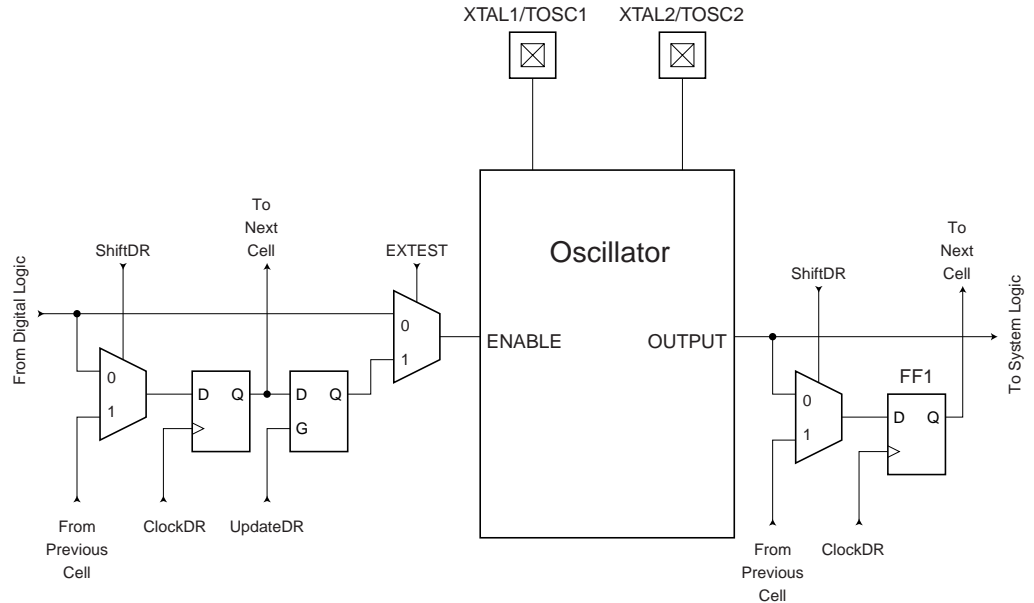 XTAL1/TOSC1
XTAL2/TOSC2
To
Next
Cell
ShiftDR
EXTEST
From Digital Logic
0
1
D Q
D Q
G
0
1
From
Previous
Cell
ClockDR
UpdateDR
Oscillator
ENABLE
OUTPUT
To
Next
Cell
ShiftDR
FF1
0
1
D Q
To System Logic
From
Previous
Cell
ClockDR